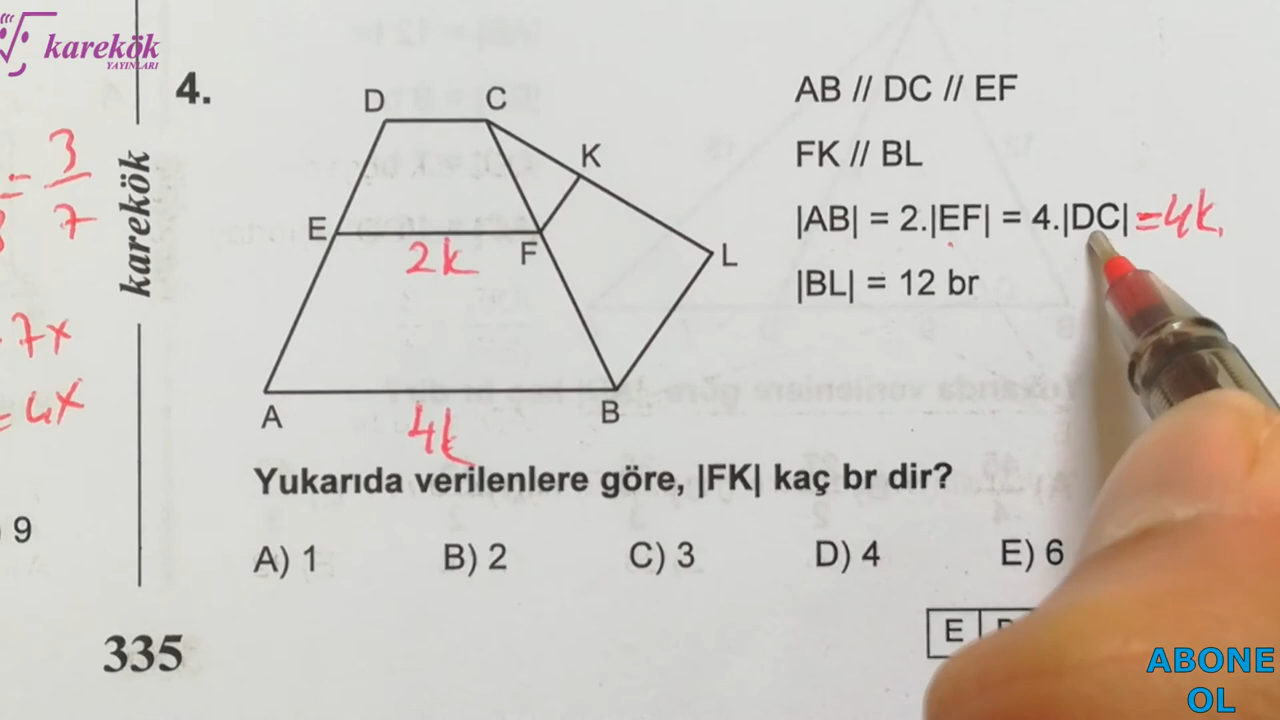 karekök
YAYINLARI
karekök
= 3/7
7x
= 4x
9
335
4.
D C
K
E F
L
2k
A B
4k
AB // DC // EF
FK // BL
|AB| = 2.|EF| = 4.|DC| = 4k
|BL| = 12 br
Yukarıda verilenlere göre, |FK| kaç br dir?
A) 1 B) 2 C) 3 D) 4 E) 6
E
ABONE
OL